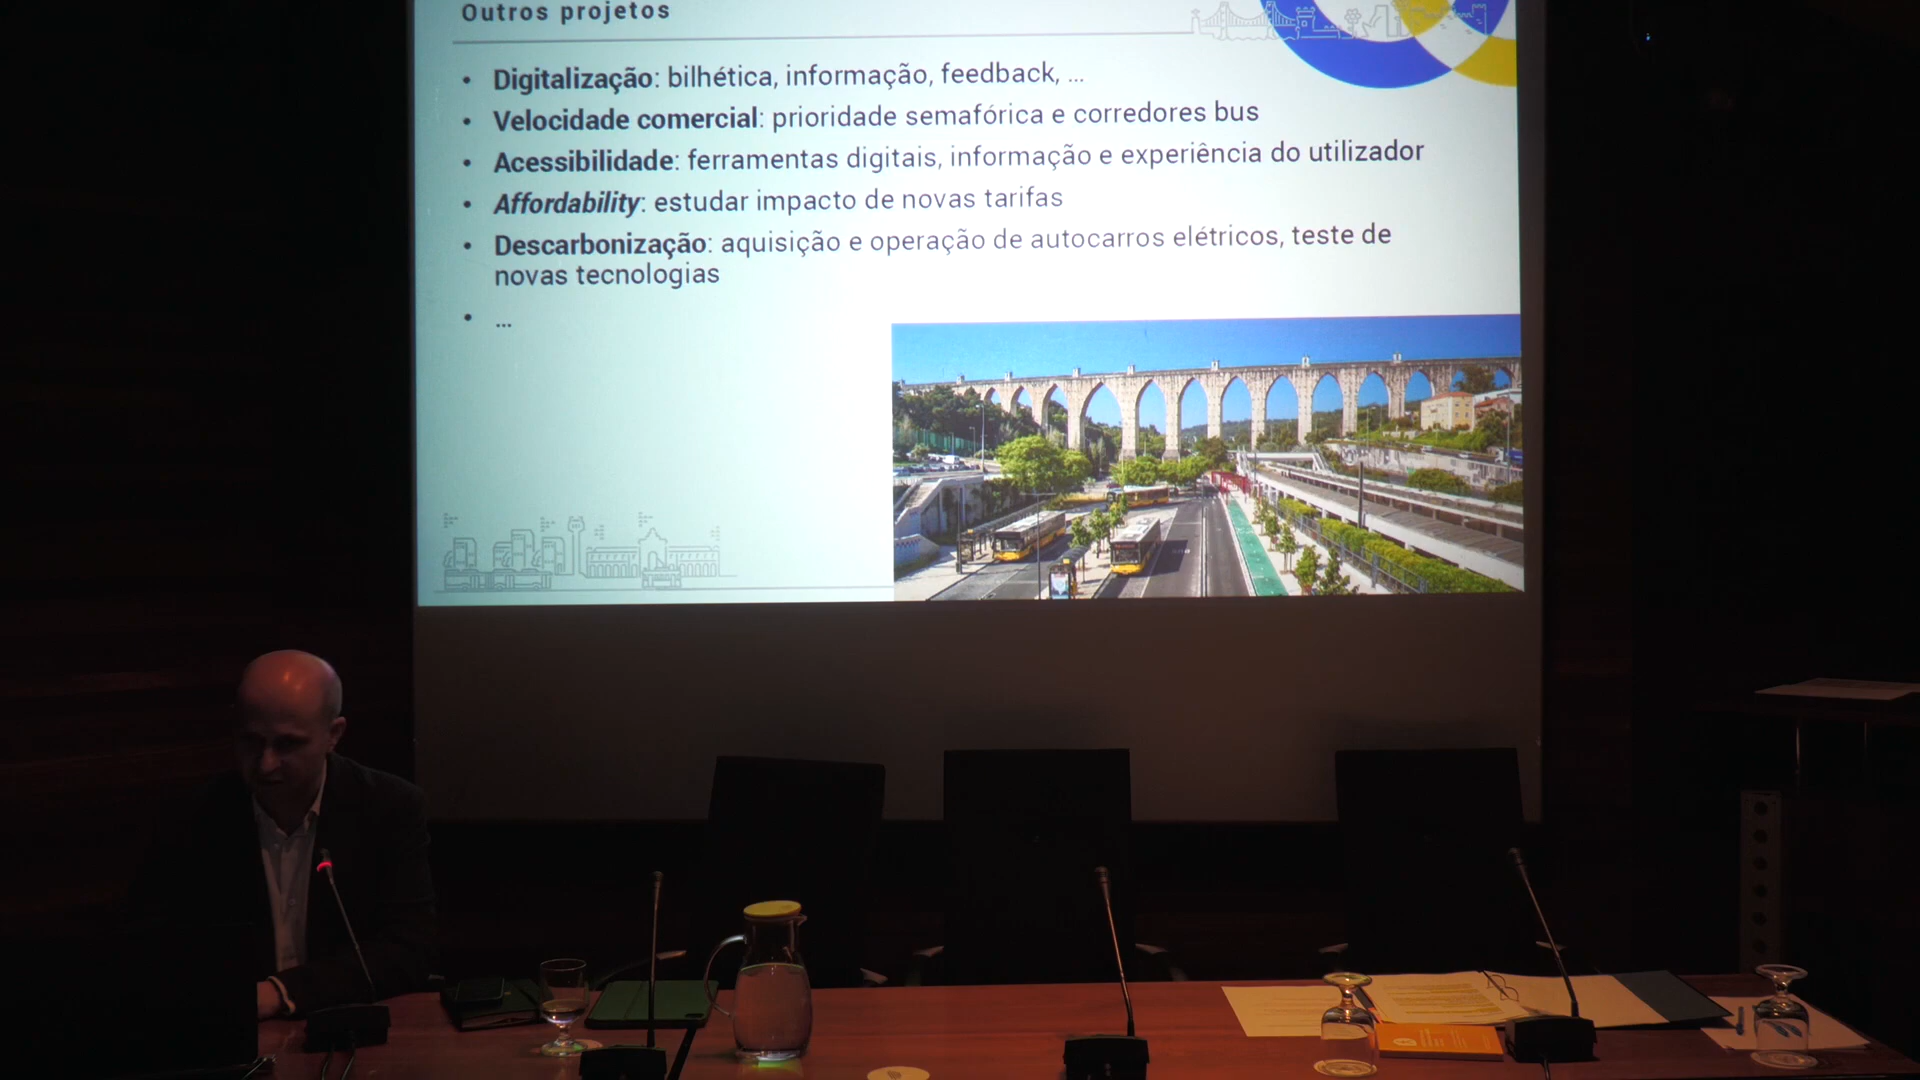 Outros projetos
• Digitalização: bilhética, informação, feedback, ...
• Velocidade comercial: prioridade semafórica e corredores bus
• Acessibilidade: ferramentas digitais, informação e experiência do utilizador
• Affordability: estudar impacto de novas tarifas
• Descarbonização: aquisição e operação de autocarros elétricos, teste de
novas tecnologias
• ...